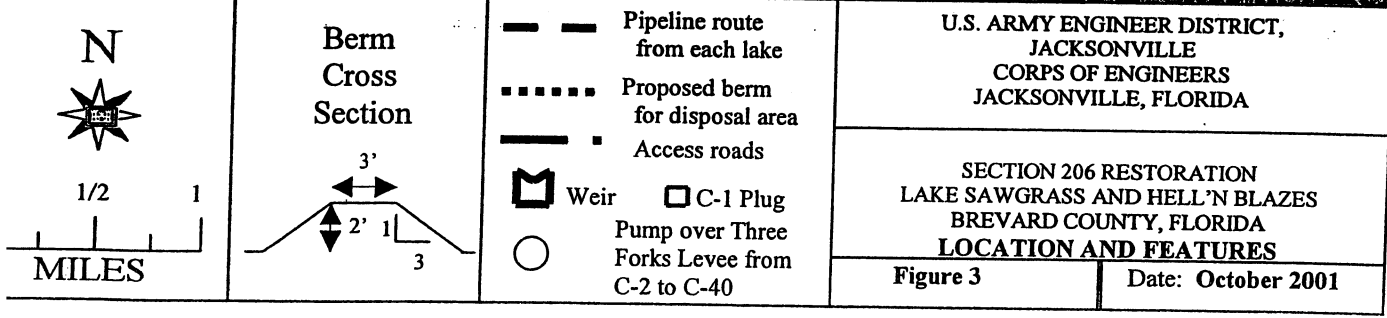 N
1/2 1
MILES
Berm
Cross
Section
3'
2' 1
3
Pipeline route
from each lake
Proposed berm
for disposal area
Access roads
Weir C-1 Plug
Pump over Three
Forks Levee from
C-2 to C-40
U.S. ARMY ENGINEER DISTRICT,
JACKSONVILLE
CORPS OF ENGINEERS
JACKSONVILLE, FLORIDA
SECTION 206 RESTORATION
LAKE SAWGRASS AND HELL'N BLAZES
BREVARD COUNTY, FLORIDA
LOCATION AND FEATURES
Figure 3 Date: October 2001